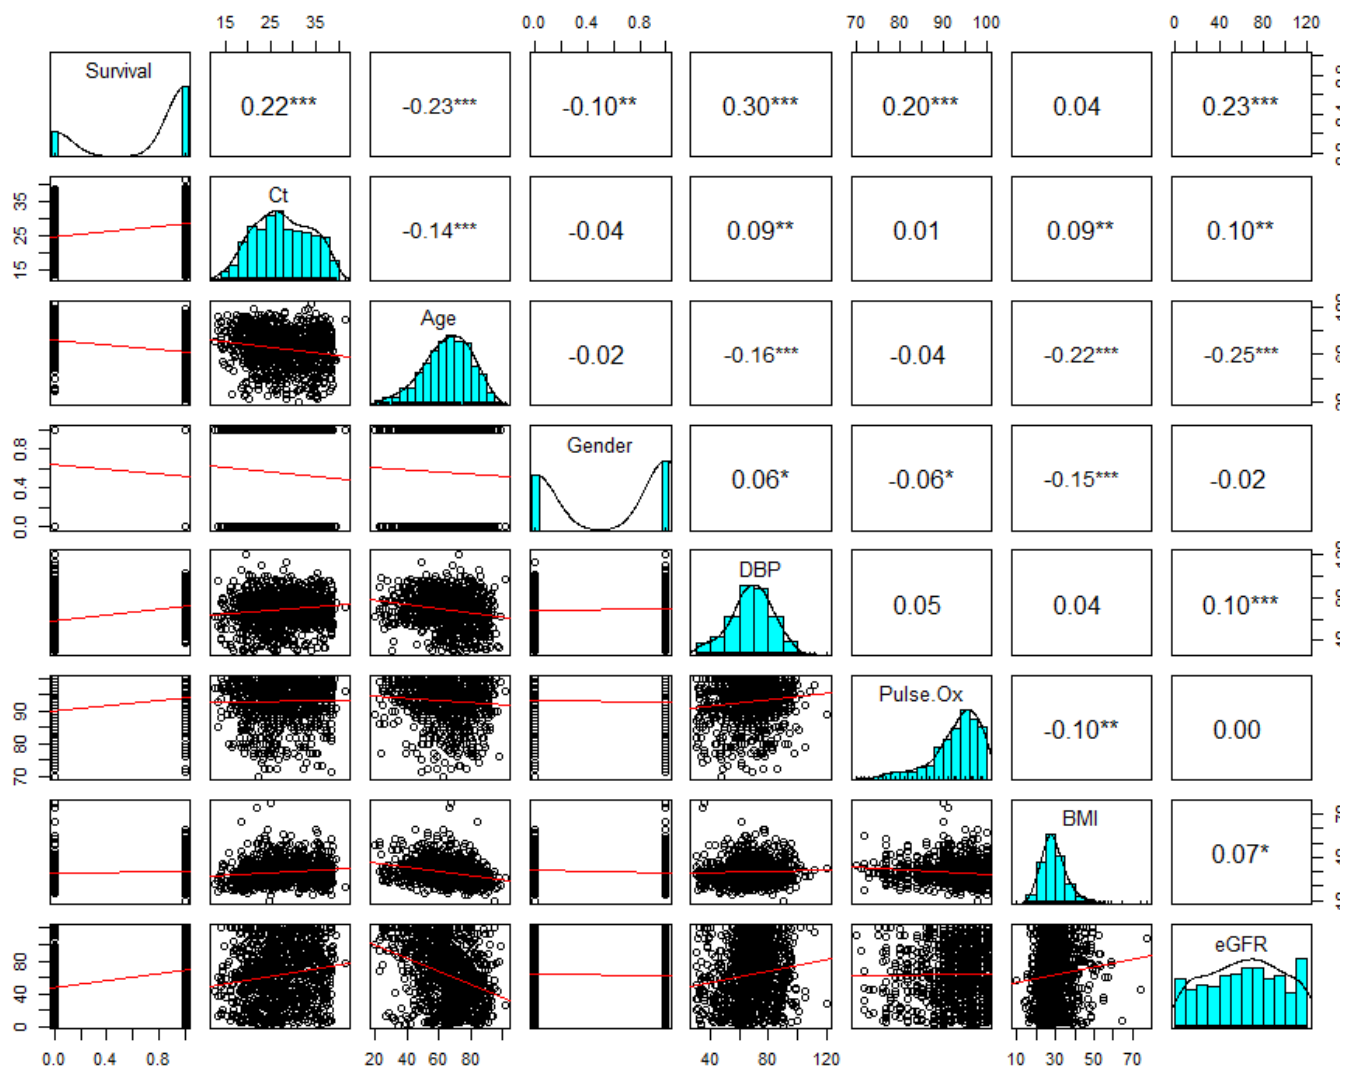 15 25 35 0.0 0.4 0.8 70 80 90 100 0 40 80 120
Survival 0.22*** -0.23*** -0.10** 0.30*** 0.20*** 0.04 0.23***
15 25 35 Ct -0.14*** -0.04 0.09** 0.01 0.09** 0.10**
Age -0.02 -0.16*** -0.04 -0.22*** -0.25***
0.0 0.4 0.8 Gender 0.06* -0.06* -0.15*** -0.02
DBP 0.05 0.04 0.10***
70 80 90 Pulse.Ox -0.10** 0.00
BMI 0.07*
0 40 80 eGFR
0.0 0.4 0.8 20 40 60 80 40 80 120 10 30 50 70